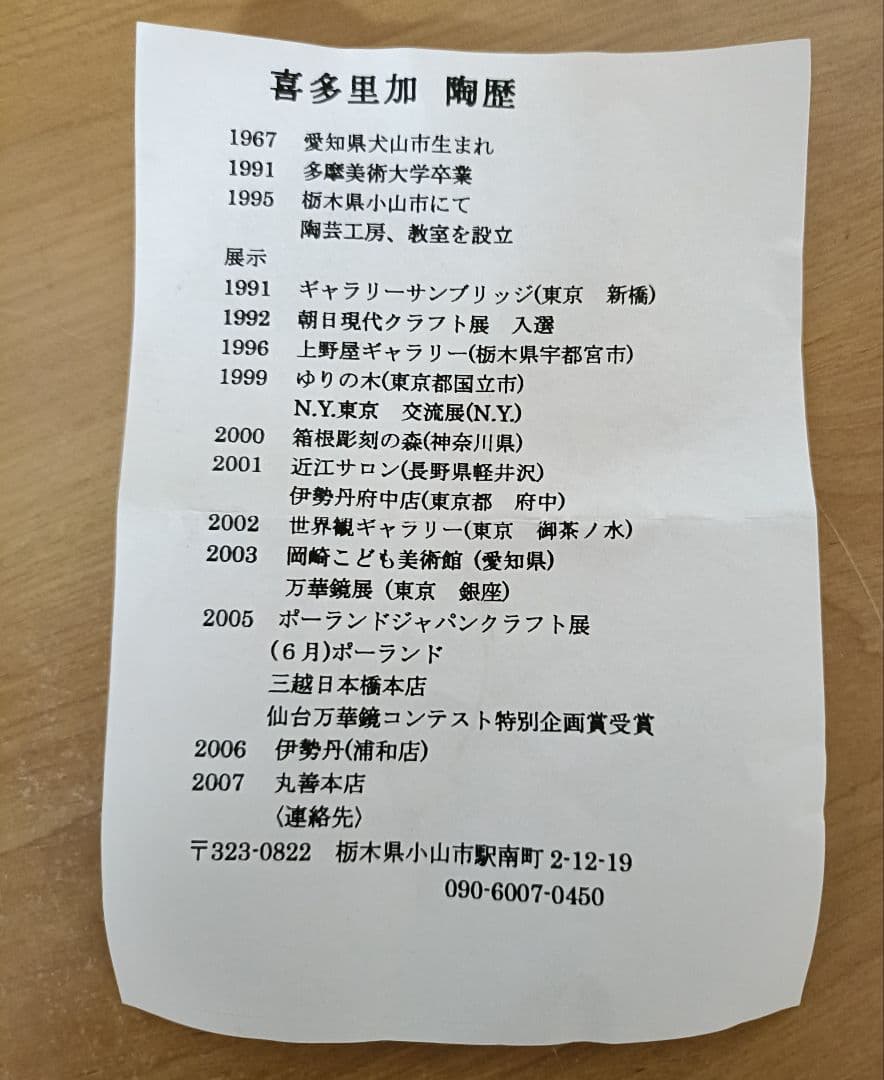 喜多里加 陶歴
1967 愛知県犬山市生まれ
1991 多摩美術大学卒業
1995 栃木県小山市にて
陶芸工房、教室を設立
展示
1991 ギャラリーサンブリッジ(東京 新橋)
1992 朝日現代クラフト展 入選
1996 上野屋ギャラリー(栃木県宇都宮市)
1999 ゆりの木(東京都国立市)
N.Y.東京 交流展(N.Y.)
2000 箱根彫刻の森(神奈川県)
2001 近江サロン(長野県軽井沢)
伊勢丹府中店(東京都 府中)
2002 世界観ギャラリー(東京 御茶ノ水)
2003 岡崎こども美術館 (愛知県)
万華鏡展 (東京 銀座)
2005 ポーランドジャパンクラフト展
(6月)ポーランド
三越日本橋本店
仙台万華鏡コンテスト特別企画賞受賞
2006 伊勢丹(浦和店)
2007 丸善本店
〈連絡先〉
〒323-0822 栃木県小山市駅南町 2-12-19
090-6007-0450